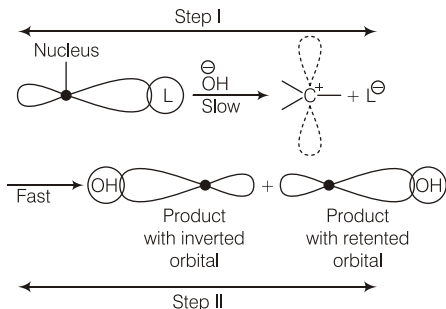 Step I
Nucleus
L
⊖
OH
Slow
C+
+ L⊖
Fast
OH
+
OH
Product
with inverted
orbital
Product
with retented
orbital
Step II